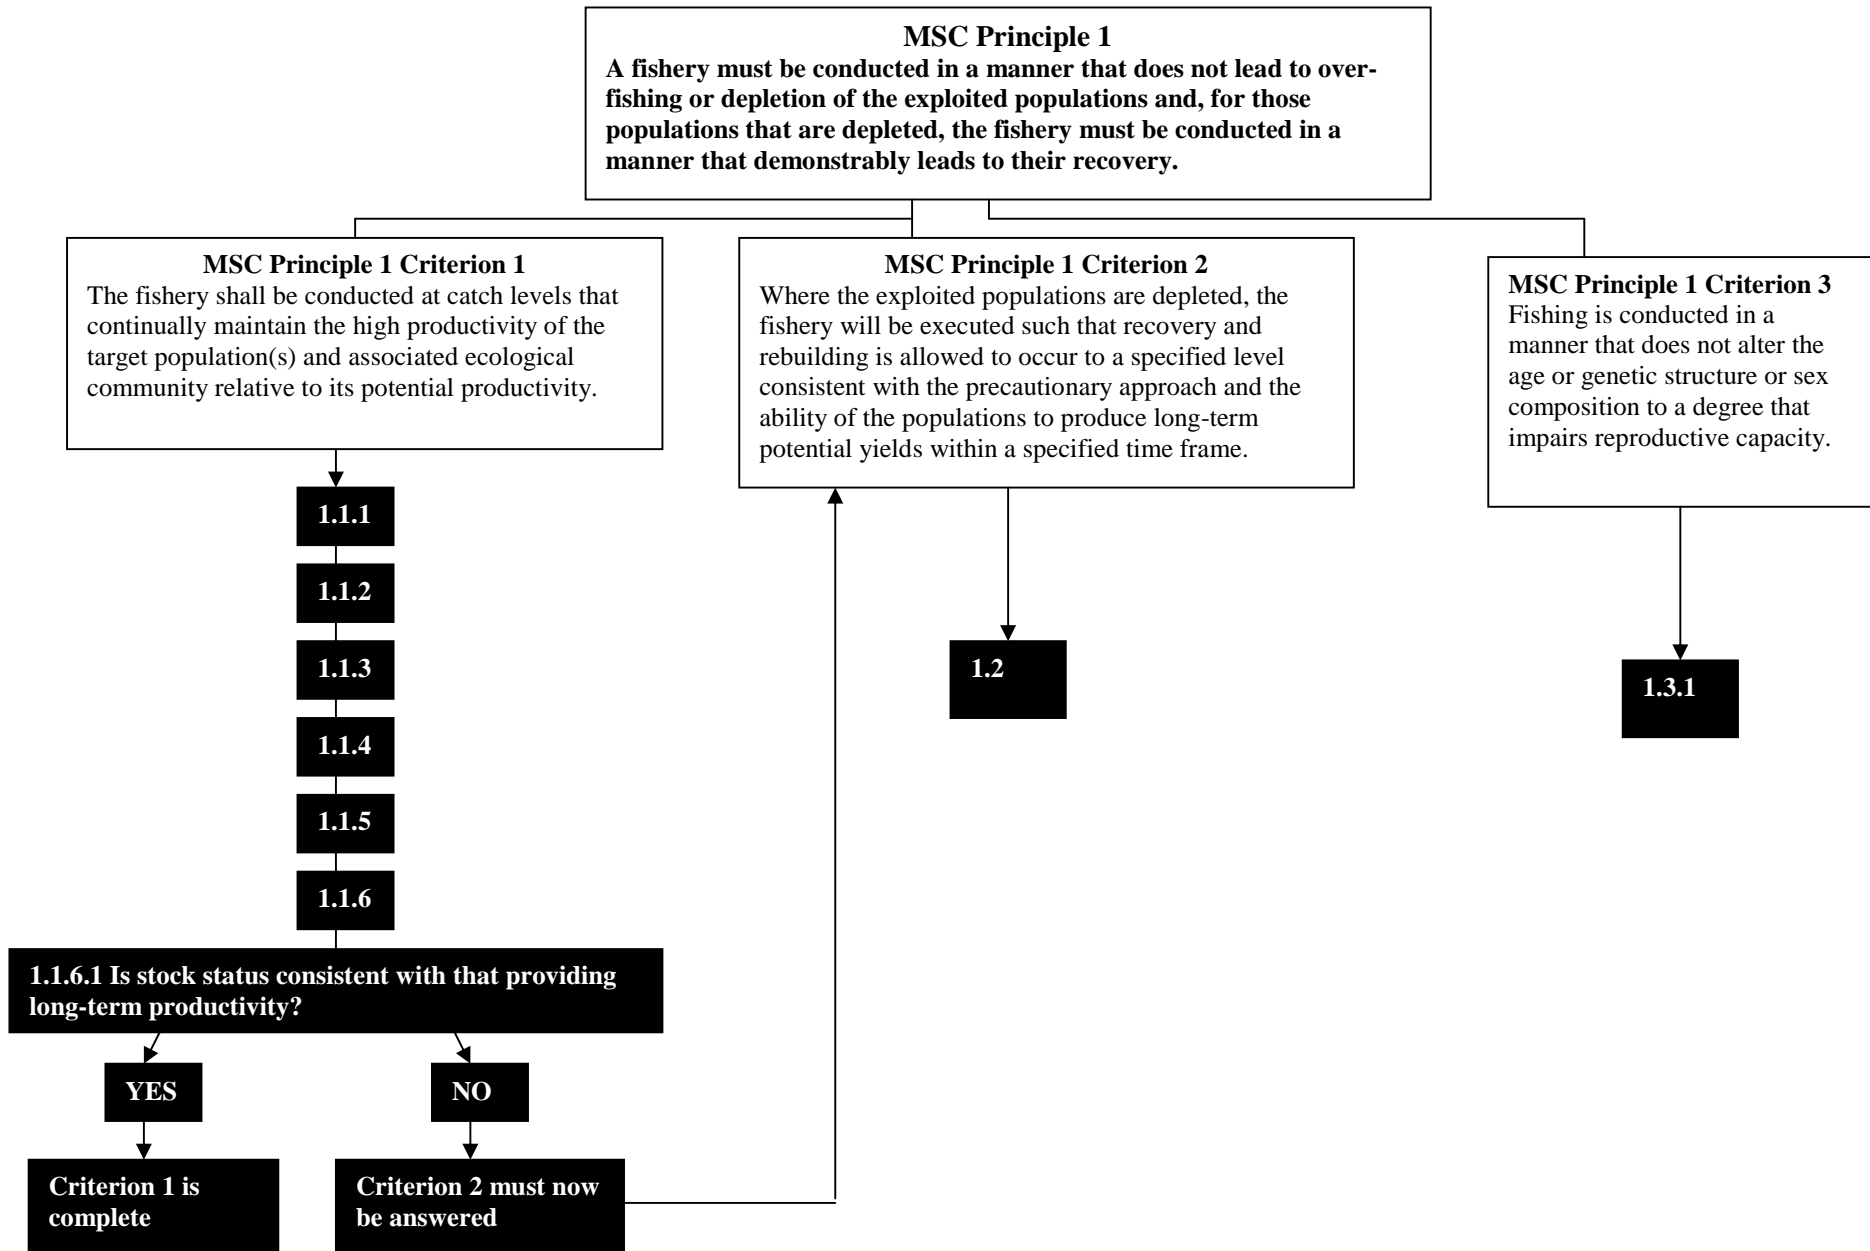 MSC Principle 1
A fishery must be conducted in a manner that does not lead to over-
fishing or depletion of the exploited populations and, for those
populations that are depleted, the fishery must be conducted in a
manner that demonstrably leads to their recovery.
MSC Principle 1 Criterion 1
The fishery shall be conducted at catch levels that
continually maintain the high productivity of the
target population(s) and associated ecological
community relative to its potential productivity.
MSC Principle 1 Criterion 2
Where the exploited populations are depleted, the
fishery will be executed such that recovery and
rebuilding is allowed to occur to a specified level
consistent with the precautionary approach and the
ability of the populations to produce long-term
potential yields within a specified time frame.
MSC Principle 1 Criterion 3
Fishing is conducted in a
manner that does not alter the
age or genetic structure or sex
composition to a degree that
impairs reproductive capacity.
1.1.1
1.1.2
1.1.3
1.1.4
1.1.5
1.1.6
1.2
1.3.1
1.1.6.1 Is stock status consistent with that providing
long-term productivity?
YES
NO
Criterion 1 is
complete
Criterion 2 must now
be answered